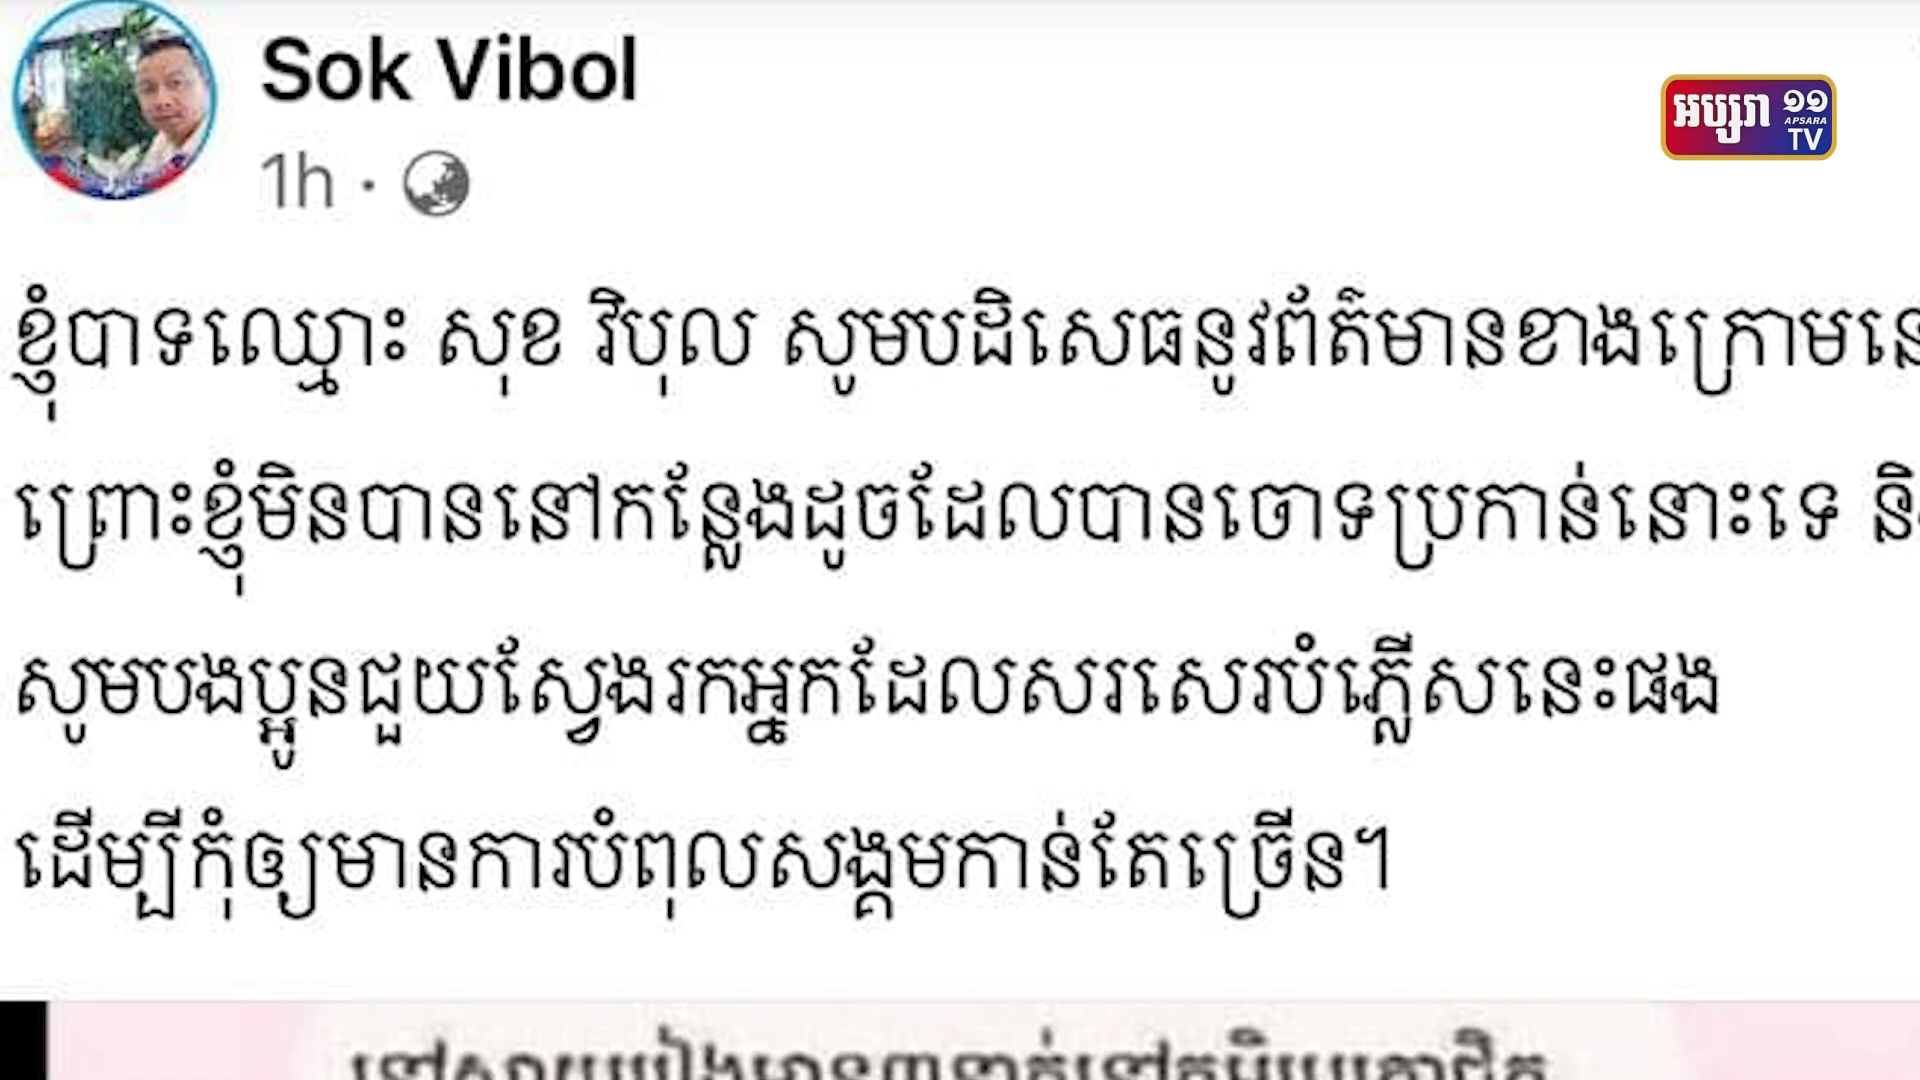 Sok Vibol
1h ·
អប្សរា ១១
APSARA
TV
ខ្ញុំបាទឈ្មោះ សុខ វិបុល សូមបដិសេធនូវព័ត៌មានខាងក្រោម
ព្រោះខ្ញុំមិនបាននៅកន្លែងដូចដែលបានចោទប្រកាន់នោះទេ
សូមបងប្អូនជួយស្វែងរកអ្នកដែលសរសេរបំភ្លើសនេះផង
ដើម្បីកុំឲ្យមានការបំពុលសង្គមកាន់តែច្រើន។